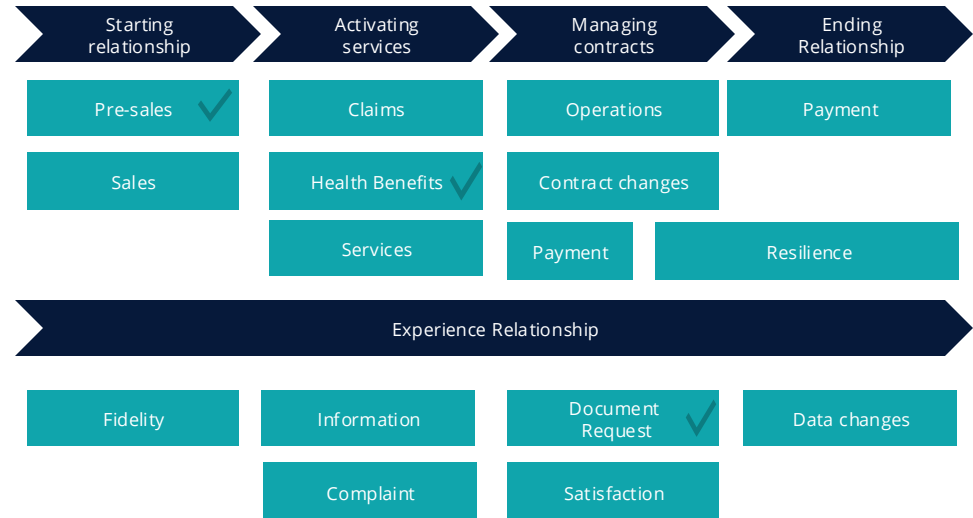 Starting
relationship
Activating
services
Managing
contracts
Ending
Relationship
Pre-sales
Claims
Operations
Payment
Sales
Health Benefits
Contract changes
Services
Payment
Resilience
Experience Relationship
Fidelity
Information
Document
Request
Data changes
Complaint
Satisfaction